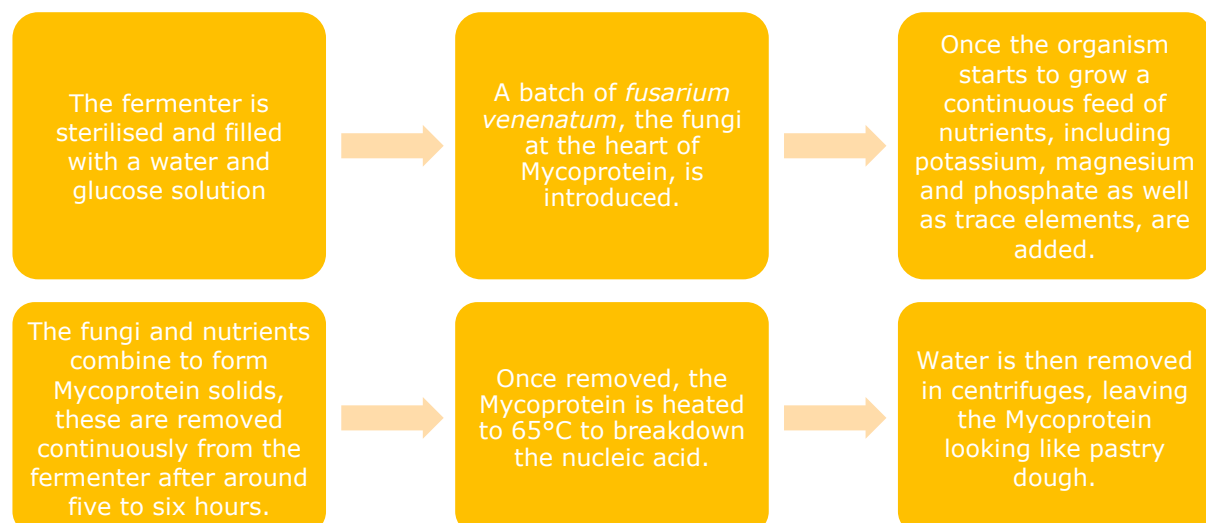 The fermenter is
sterilised and filled
with a water and
glucose solution
A batch of fusarium
venenatum, the fungi
at the heart of
Mycoprotein, is
introduced.
Once the organism
starts to grow a
continuous feed of
nutrients, including
potassium, magnesium
and phosphate as well
as trace elements, are
added.
The fungi and nutrients
combine to form
Mycoprotein solids,
these are removed
continuously from the
fermenter after around
five to six hours.
Once removed, the
Mycoprotein is heated
to 65°C to breakdown
the nucleic acid.
Water is then removed
in centrifuges, leaving
the Mycoprotein
looking like pastry
dough.